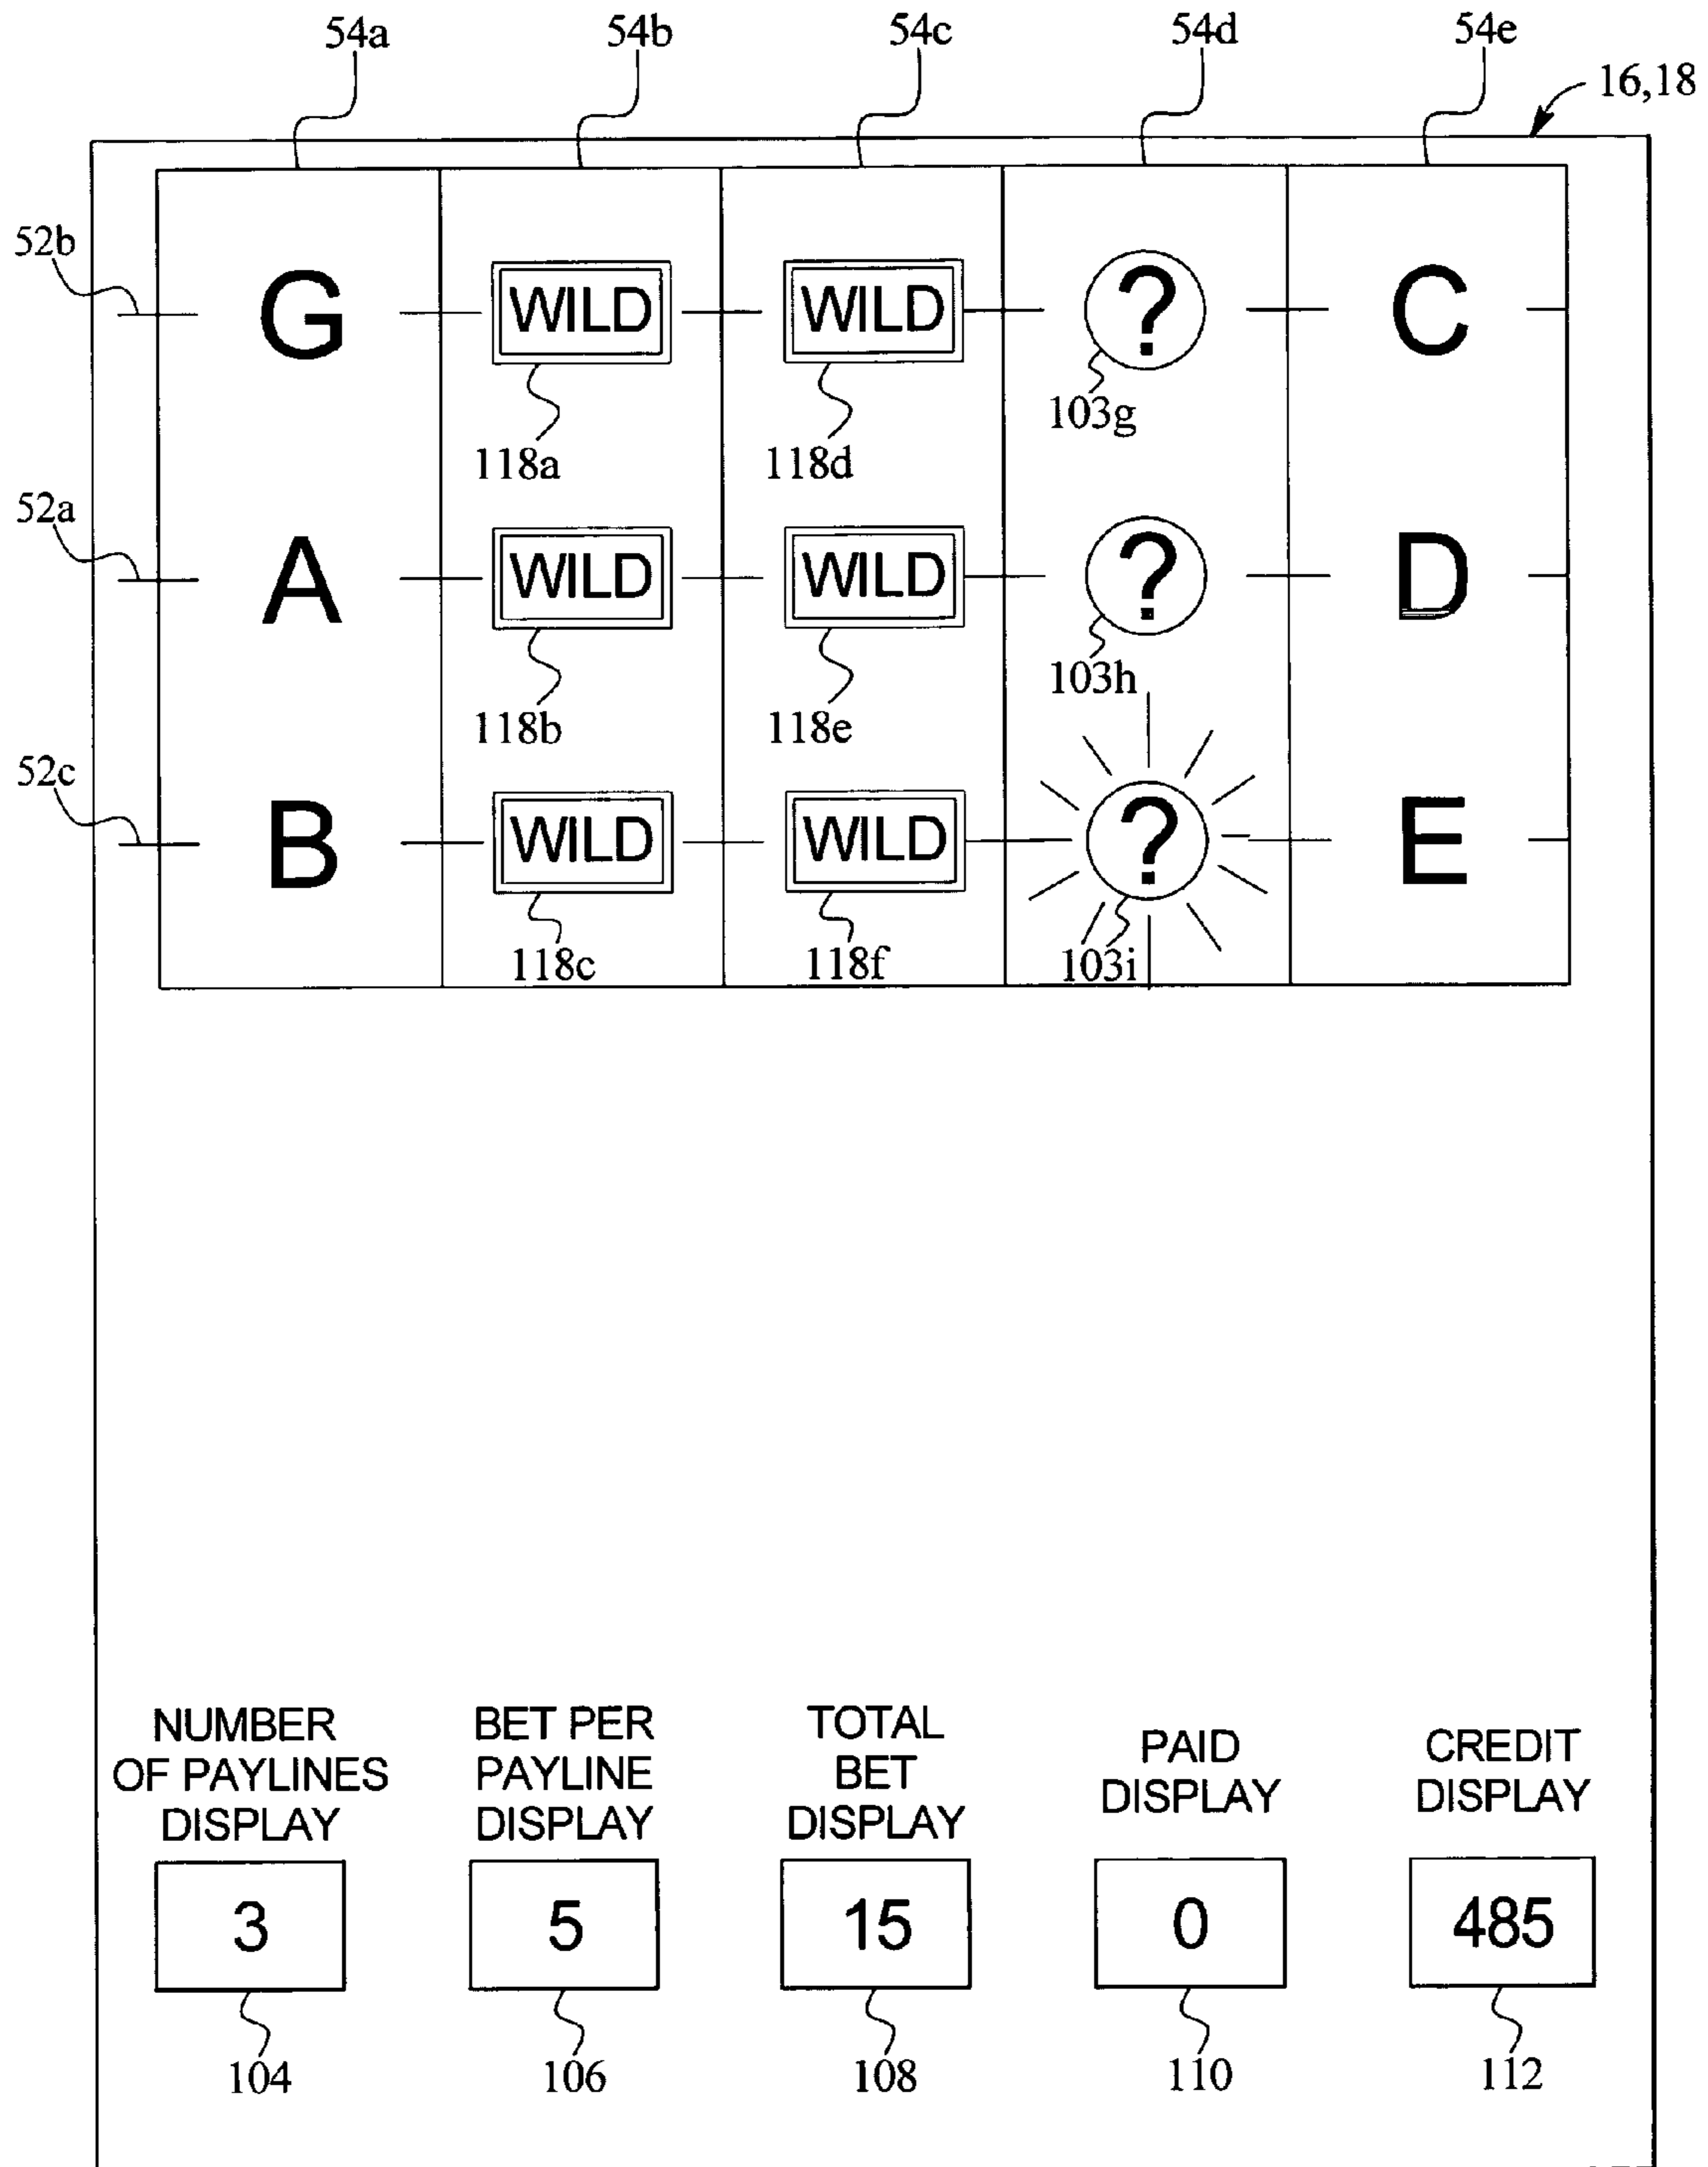 54a 54b 54c 54d 54e
16,18
52b
G WILD WILD ? C
103g
118a 118d
52a
A WILD WILD ? D
103h
118b 118e
52c
B WILD WILD ? E
118c 118f 103i
NUMBER OF PAYLINES DISPLAY
BET PER PAYLINE DISPLAY
TOTAL BET DISPLAY
PAID DISPLAY
CREDIT DISPLAY
3 5 15 0 485
104 106 108 110 112